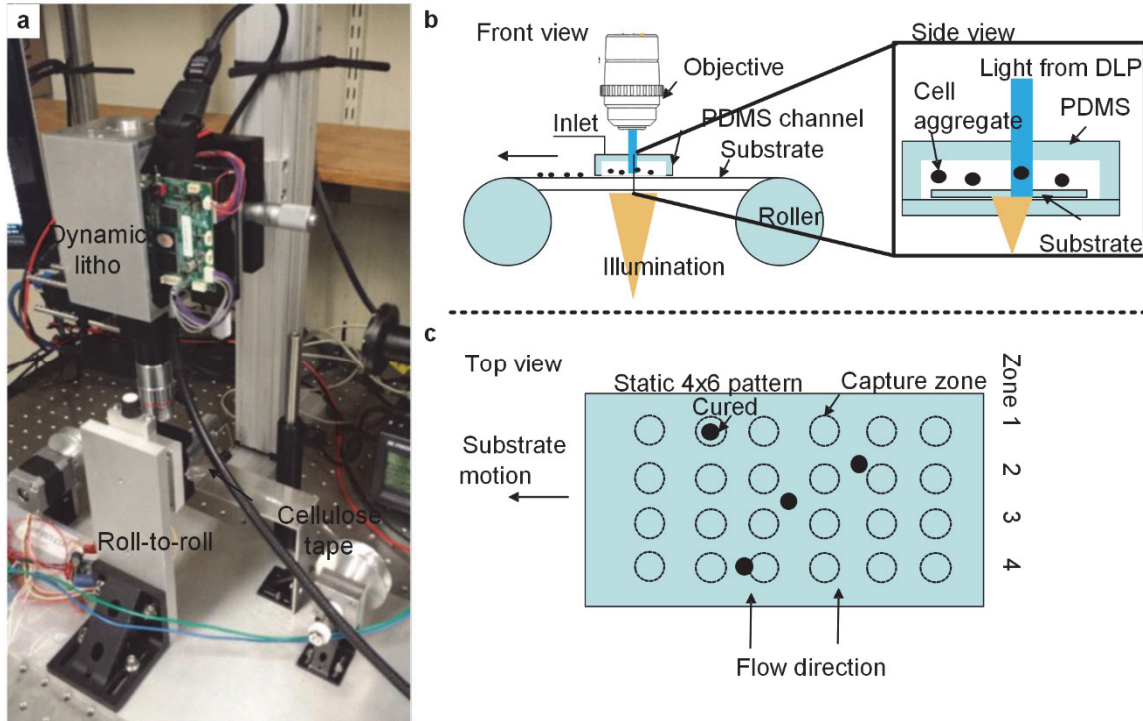 a
Dynamic
litho
Roll-to-roll
Cellulose
tape
b
Front view
Objective
Inlet
PDMS channel
Substrate
Roller
Illumination
Side view
Light from DLP
Cell
aggregate
PDMS
Substrate
c
Top view
Static 4x6 pattern
Capture zone
Cured
Substrate
motion
Flow direction
Zone
1
2
3
4